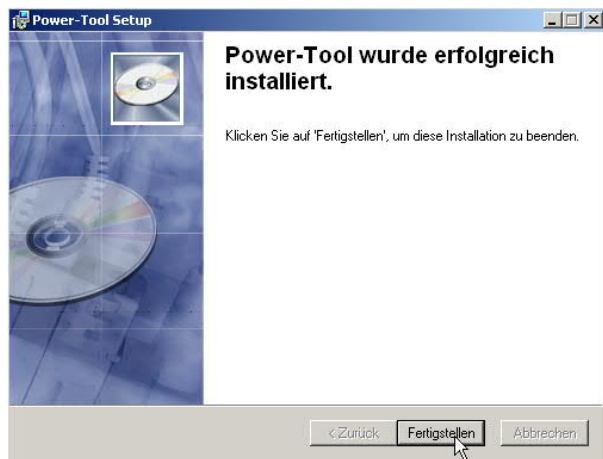 Power-Tool Setup
Power-Tool wurde erfolgreich
installiert.
Klicken Sie auf 'Fertigstellen', um diese Installation zu beenden.
< Zurück Fertigstellen Abbrechen